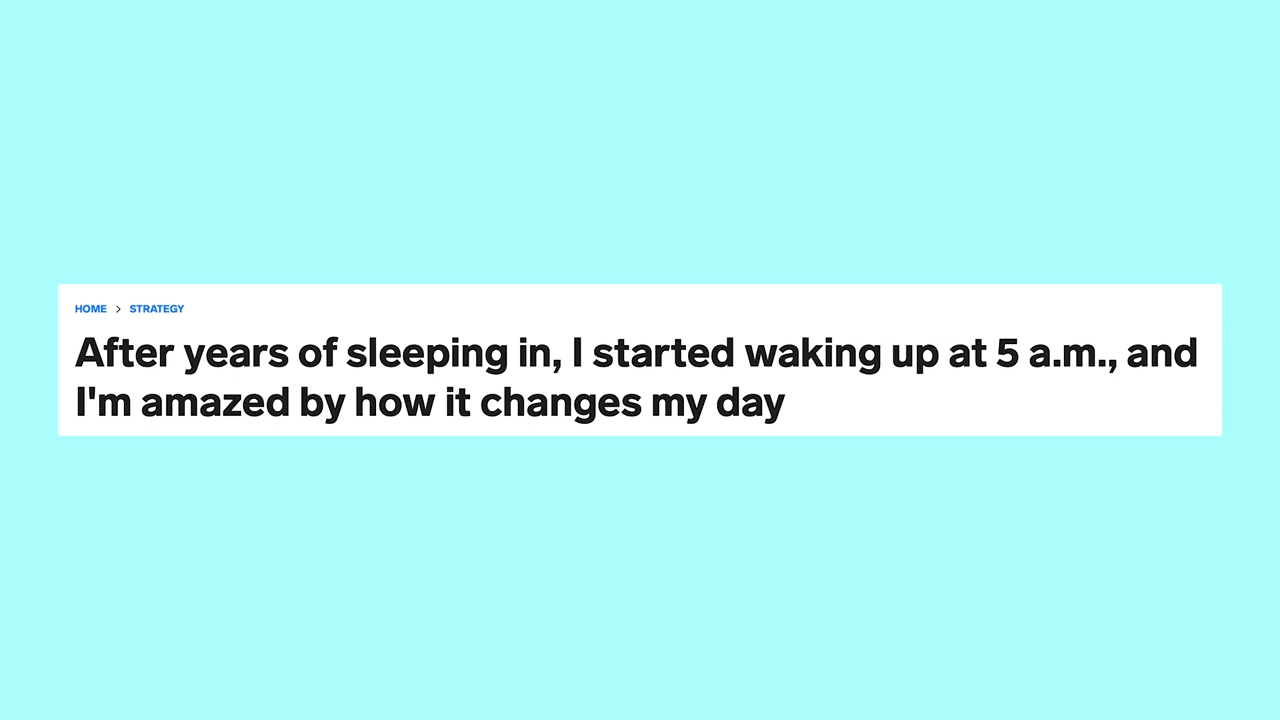 HOME > STRATEGY
After years of sleeping in, I started waking up at 5 a.m., and
I'm amazed by how it changes my day